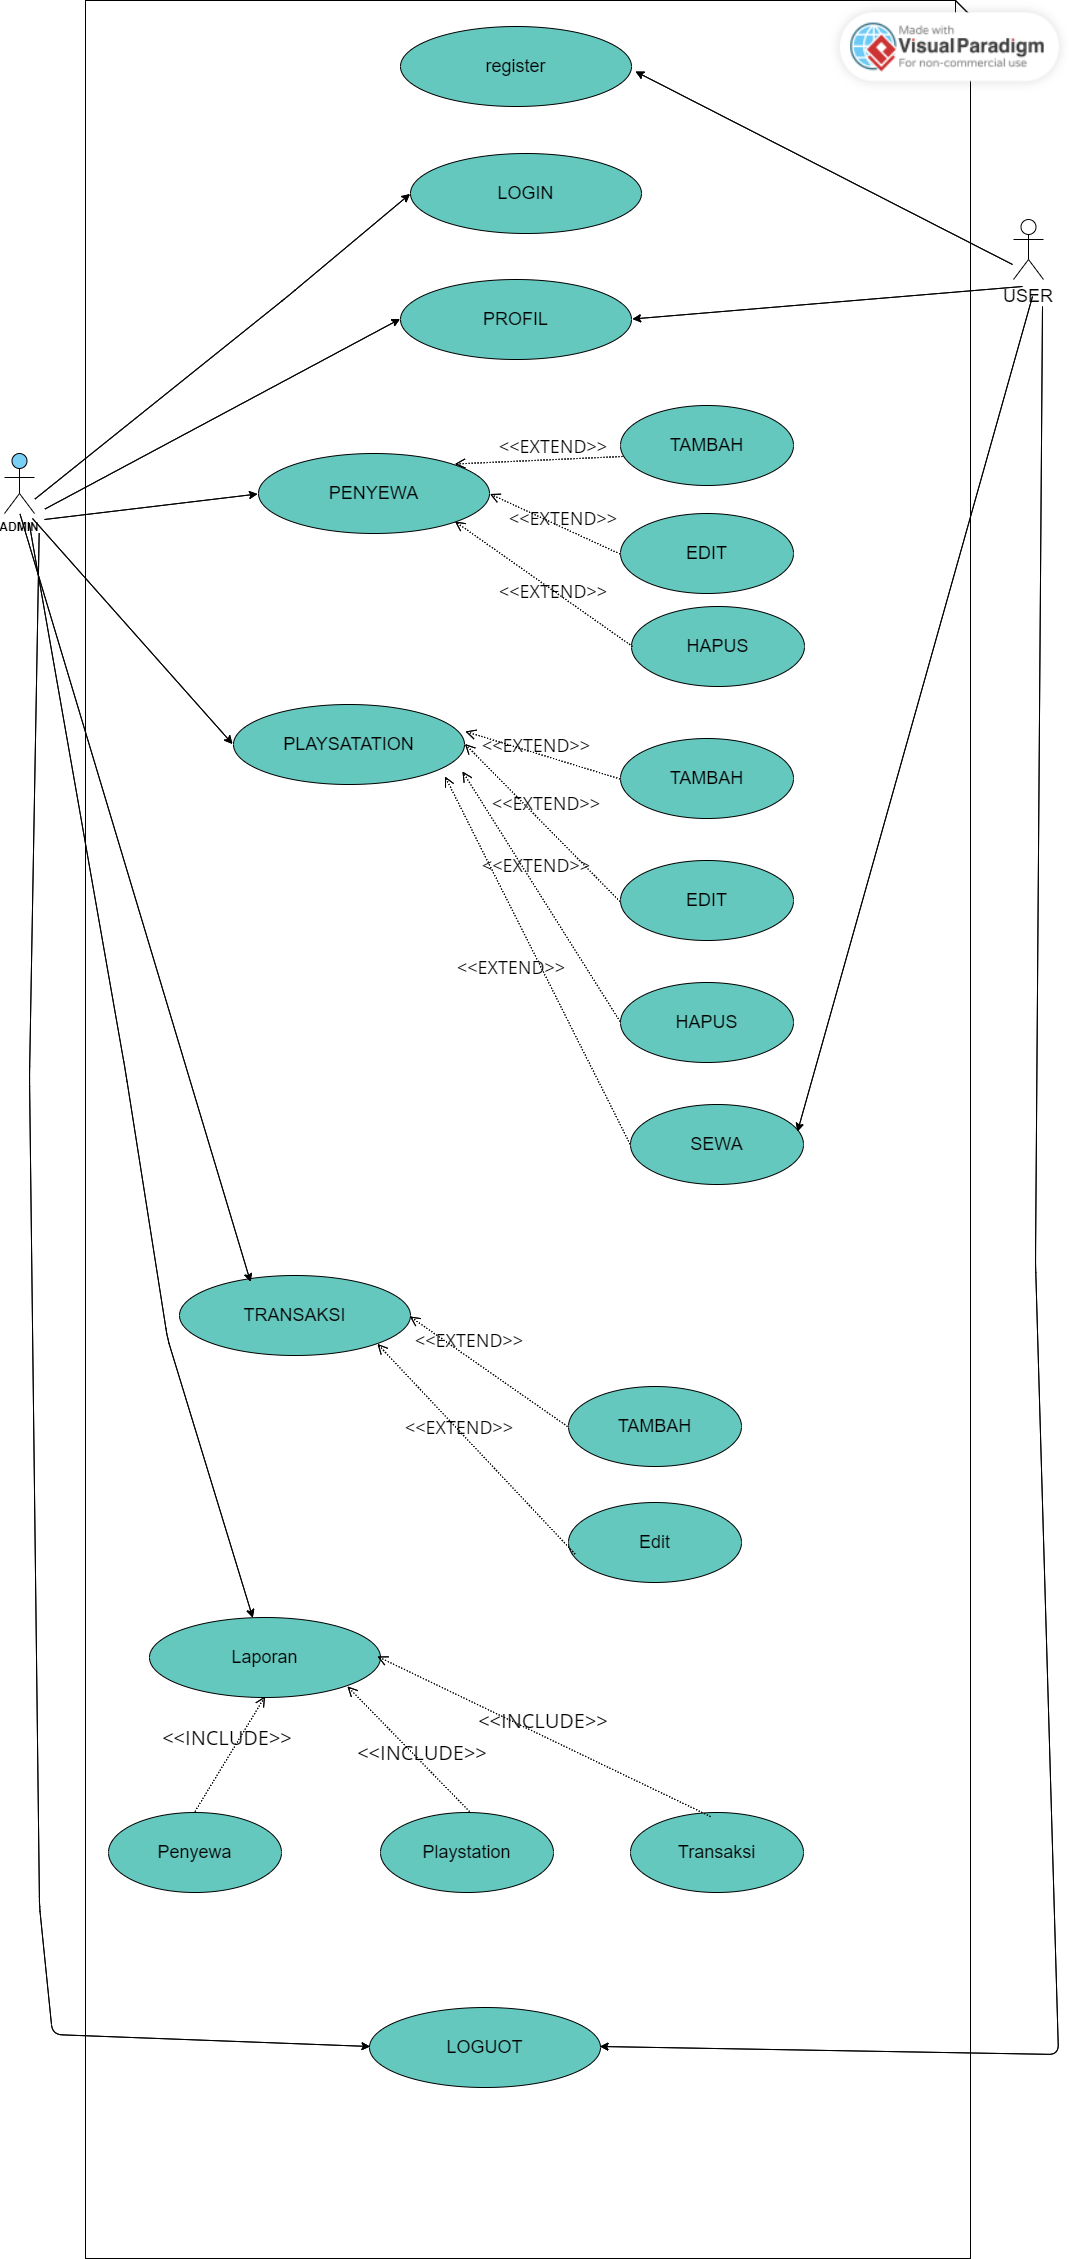 Made with
VisualParadigm
For non-commercial use
register
LOGIN
USER
PROFIL
TAMBAH
<<EXTEND>>
PENYEWA
<<EXTEND>>
ADMIN
EDIT
<<EXTEND>>
HAPUS
PLAYSATATION
<<EXTEND>>
TAMBAH
<<EXTEND>>
<<EXTEND>>
EDIT
<<EXTEND>>
HAPUS
SEWA
TRANSAKSI
<<EXTEND>>
<<EXTEND>>
TAMBAH
Edit
Laporan
<<INCLUDE>>
<<INCLUDE>>
<<INCLUDE>>
Penyewa
Playstation
Transaksi
LOGUOT